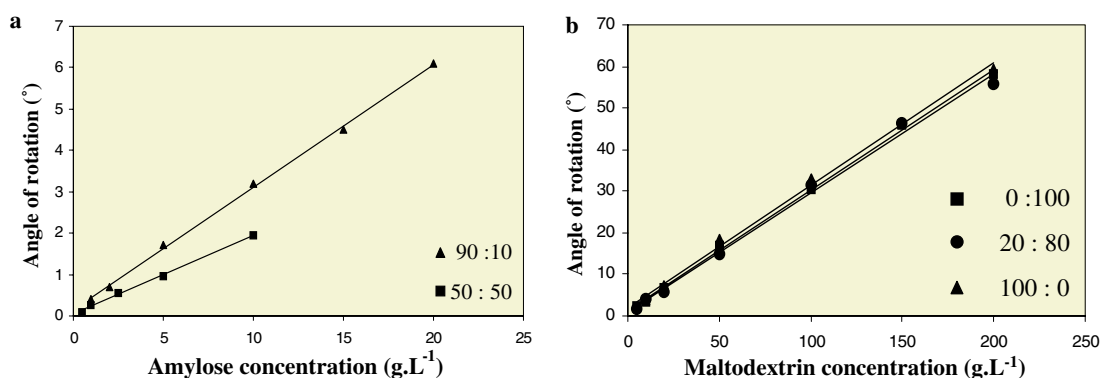 a
7
6
5
4
3
2
1
0
Angle of rotation (°)
0 5 10 15 20 25
Amylose concentration (g.L-1)
90 :10
50 : 50
b
70
60
50
40
30
20
10
0
Angle of rotation (°)
0 50 100 150 200 250
Maltodextrin concentration (g.L-1)
0 :100
20 : 80
100 : 0